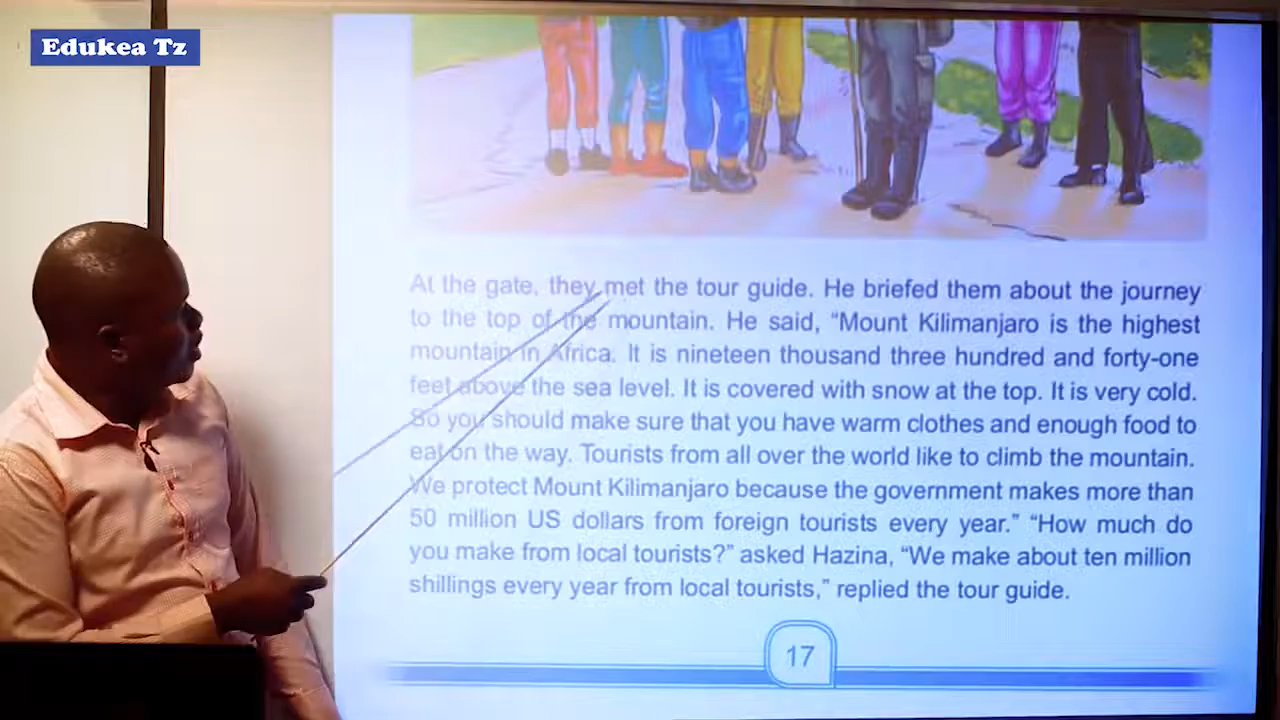 Edukea Tz
At the gate, they met the tour guide. He briefed them about the journey
to the top of the mountain. He said, “Mount Kilimanjaro is the highest
mountain in Africa. It is nineteen thousand three hundred and forty-one
feet above the sea level. It is covered with snow at the top. It is very cold.
So you should make sure that you have warm clothes and enough food to
eat on the way. Tourists from all over the world like to climb the mountain.
We protect Mount Kilimanjaro because the government makes more than
50 million US dollars from foreign tourists every year.” “How much do
you make from local tourists?” asked Hazina, “We make about ten million
shillings every year from local tourists,” replied the tour guide.
17